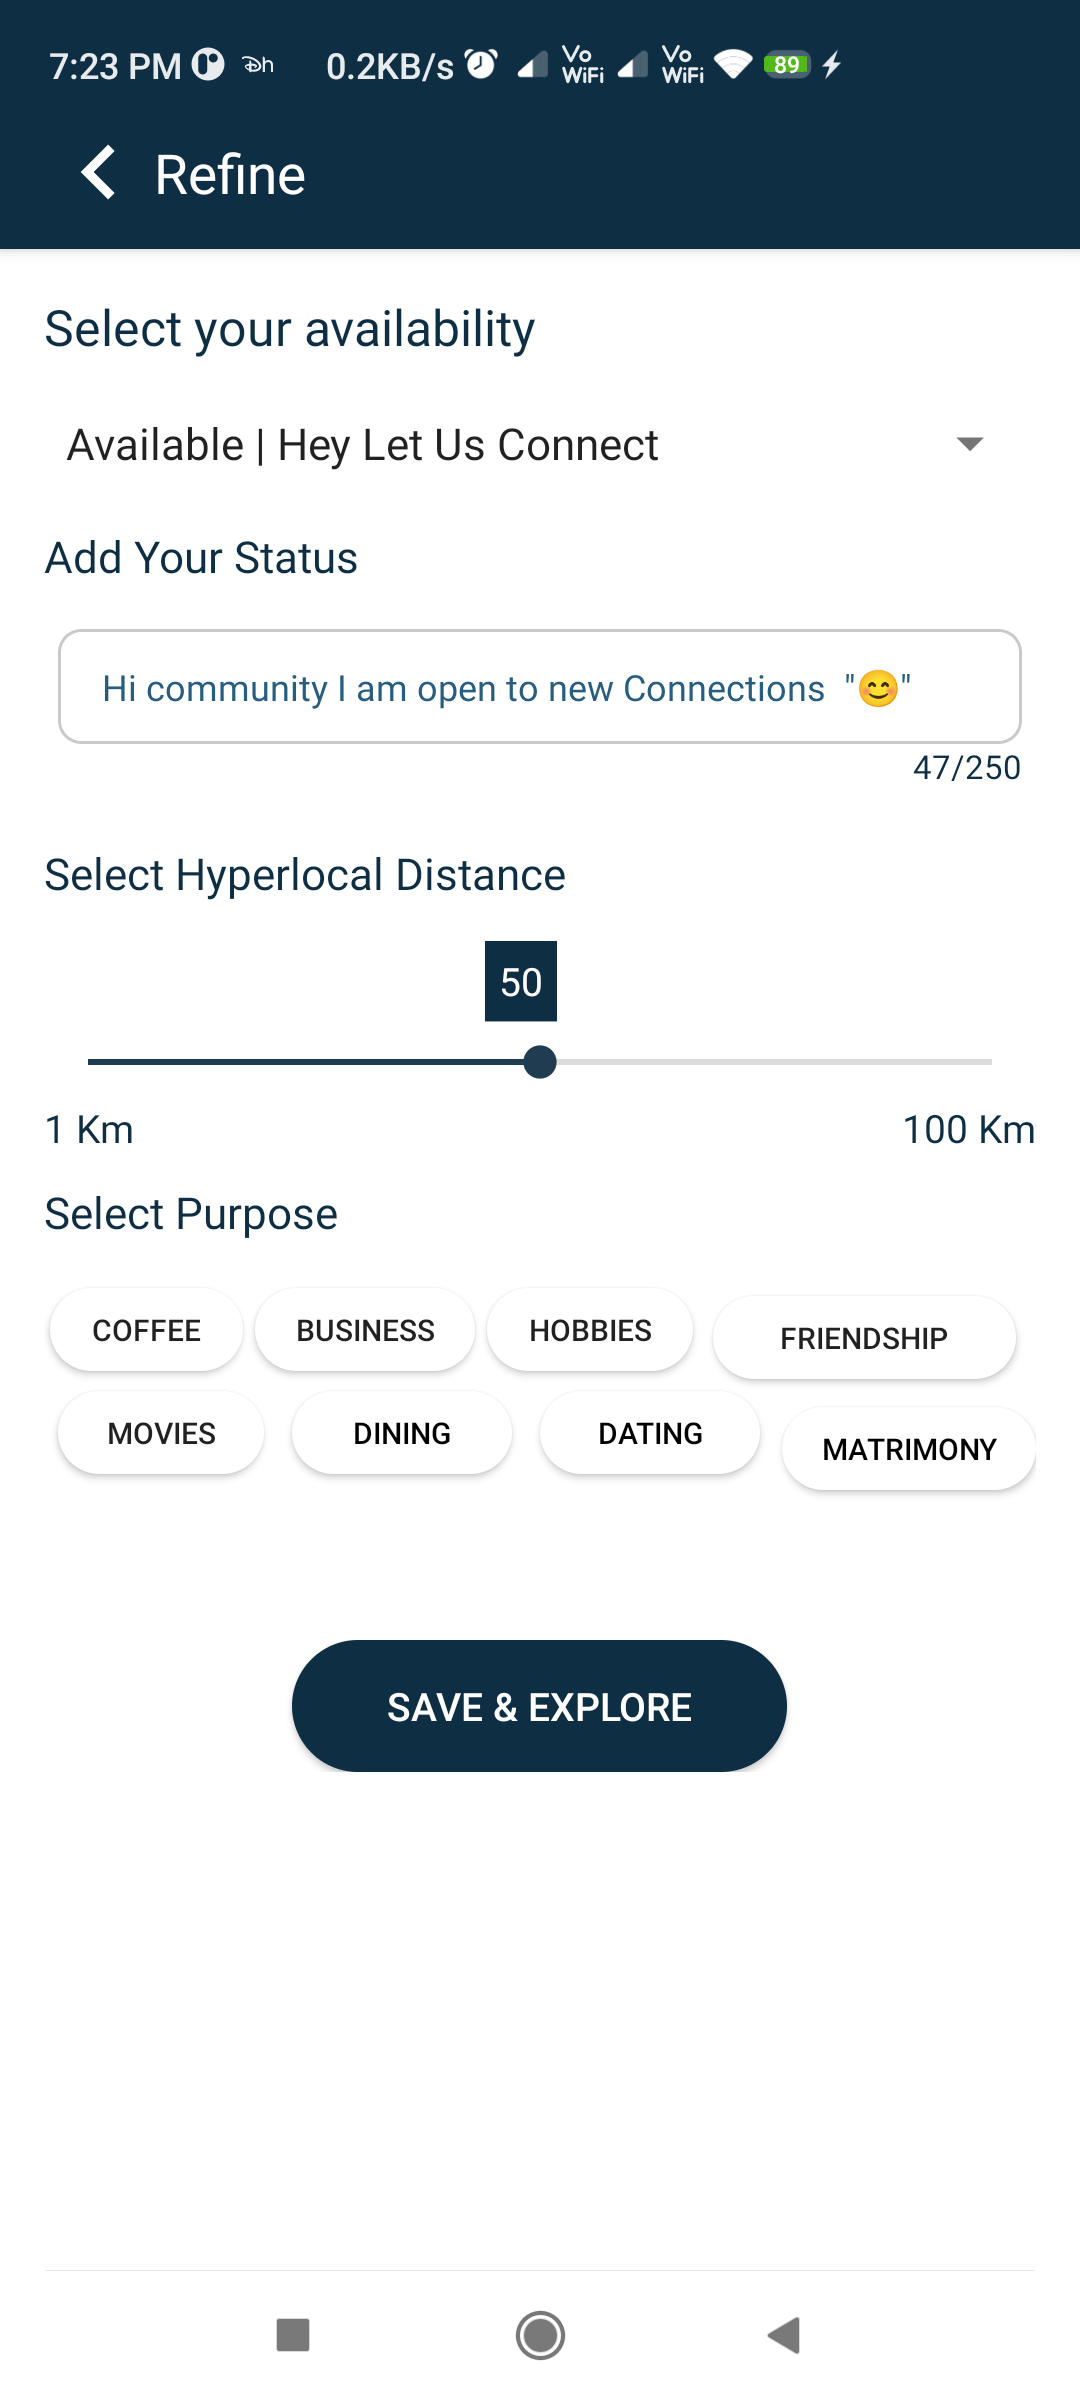 7:23 PM 0.2KB/s Vo WiFi Vo WiFi 89
Refine
Select your availability
Available | Hey Let Us Connect
Add Your Status
Hi community I am open to new Connections "😊"
47/250
Select Hyperlocal Distance
50
1 Km 100 Km
Select Purpose
COFFEE BUSINESS HOBBIES FRIENDSHIP
MOVIES DINING DATING MATRIMONY
SAVE & EXPLORE